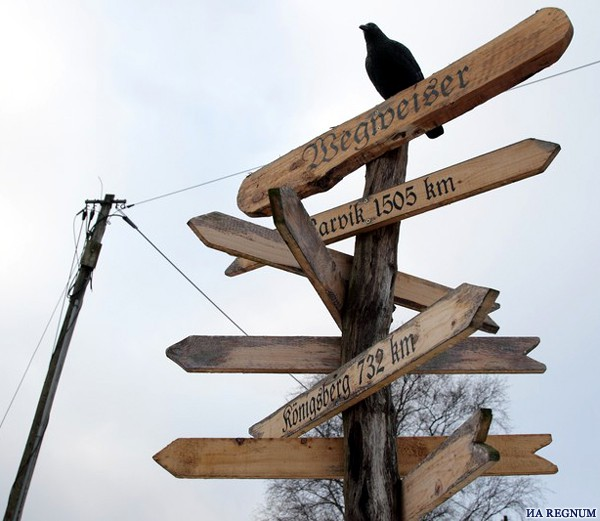 Wegweiser
arvik 1505 km
Königsberg 732 km
ИА REGNUM